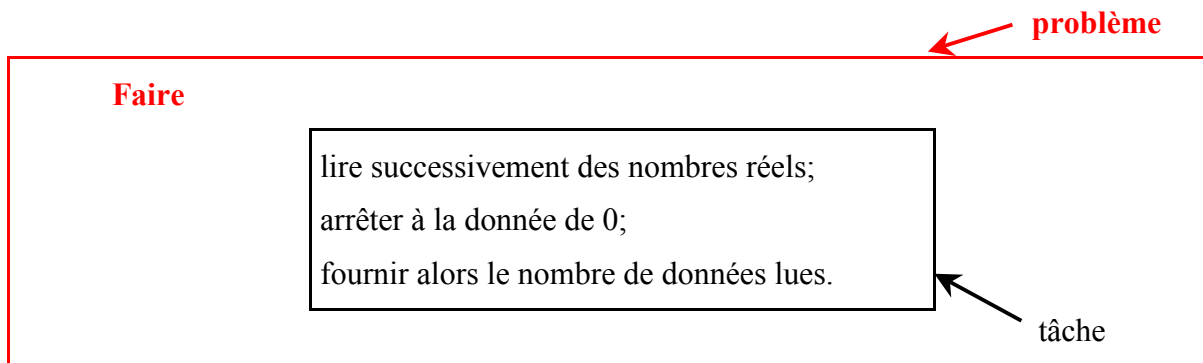 problème
Faire
lire successivement des nombres réels;
arrêter à la donnée de 0;
fournir alors le nombre de données lues.
tâche